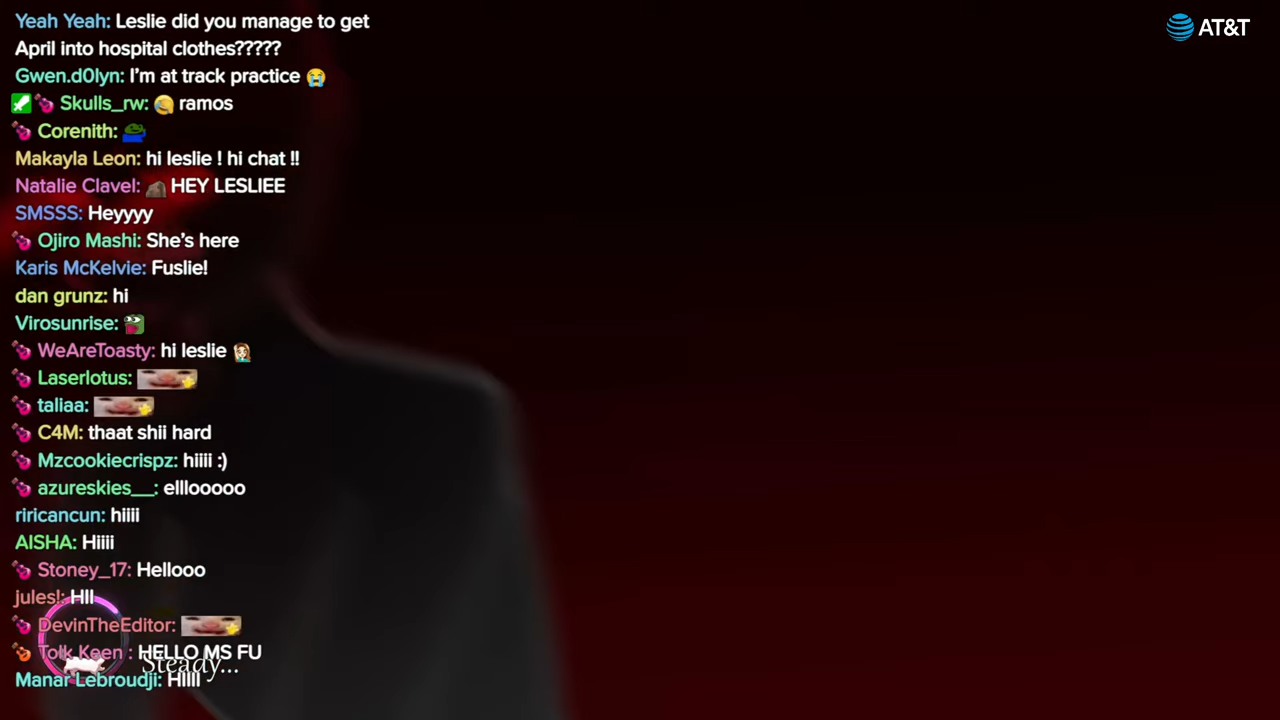 Yeah Yeah: Leslie did you manage to get
April into hospital clothes?????
Gwen.d0lyn: I'm at track practice 😭
Skulls_rw: ramos
Corenith:
Makayla Leon: hi leslie ! hi chat !!
Natalie Clavel: HEY LESLIEE
SMSSS: Heyyyy
Ojiro Mashi: She's here
Karis McKelvie: Fuslie!
dan grunz: hi
Virosunrise:
WeAreToasty: hi leslie
Laserlotus:
taliaa:
C4M: thaat shii hard
Mzcookiecrispz: hiiii :)
azureskies__: elllooooo
riricancun: hiiii
AISHA: Hiiii
Stoney_17: Hellooo
jules!: HII
DevinTheEditor:
Tolk Keen : HELLO MS FU
Steady...
Manar Lebroudji: HIIII
AT&T